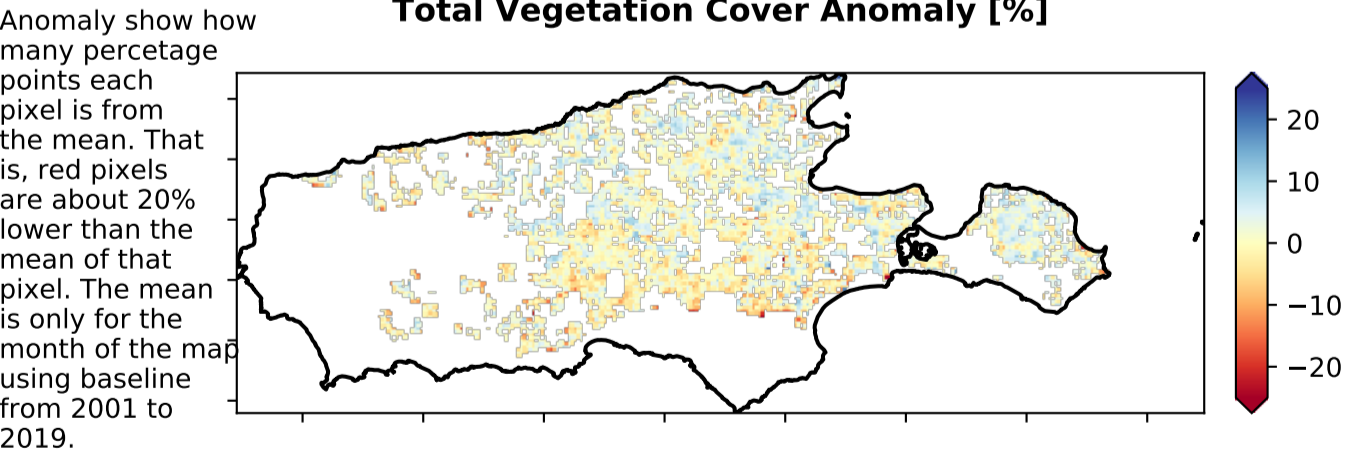 Total Vegetation Cover Anomaly [%]
Anomaly show how
many percetage
points each
pixel is from
the mean. That
is, red pixels
are about 20%
lower than the
mean of that
pixel. The mean
is only for the
month of the map
using baseline
from 2001 to
2019.
20
10
0
−10
−20